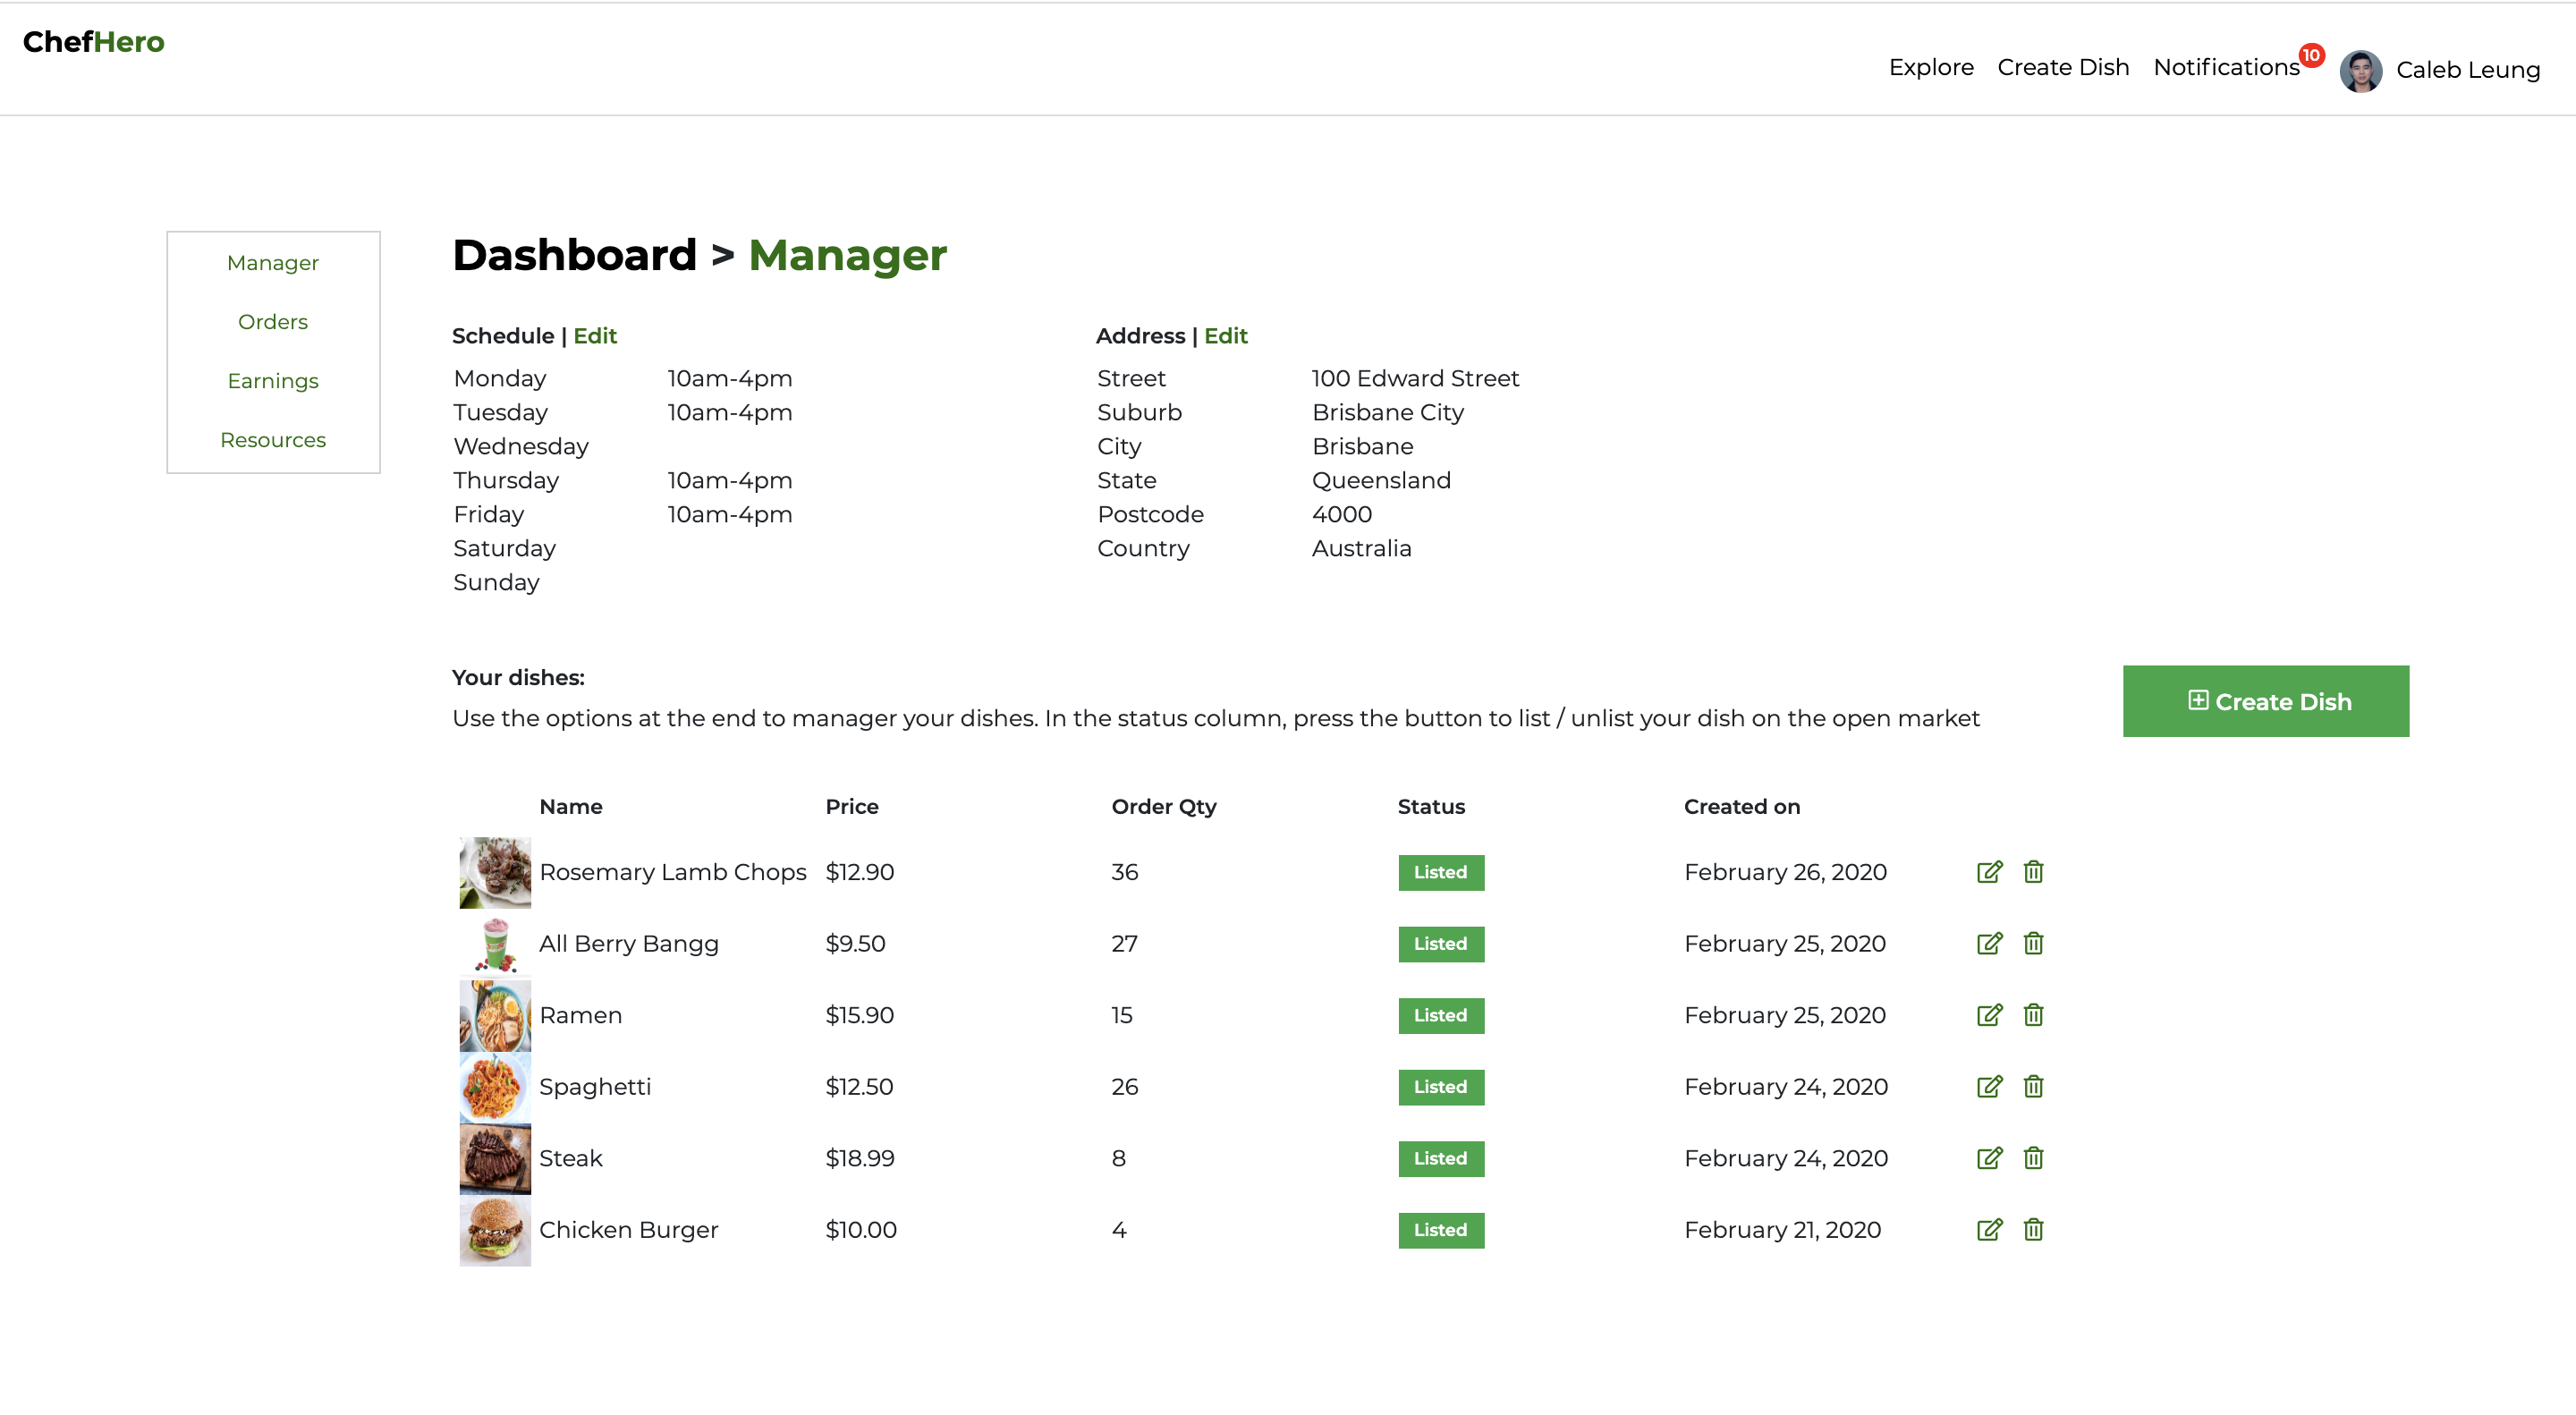 ChefHero
Explore Create Dish Notifications 10 Caleb Leung
Manager
Orders
Earnings
Resources
Dashboard > Manager
Schedule | Edit
Monday 10am-4pm
Tuesday 10am-4pm
Wednesday
Thursday 10am-4pm
Friday 10am-4pm
Saturday
Sunday
Address | Edit
Street 100 Edward Street
Suburb Brisbane City
City Brisbane
State Queensland
Postcode 4000
Country Australia
Your dishes:
Use the options at the end to manager your dishes. In the status column, press the button to list / unlist your dish on the open market
Create Dish
Name Price Order Qty Status Created on
Rosemary Lamb Chops $12.90 36 Listed February 26, 2020
All Berry Bangg $9.50 27 Listed February 25, 2020
Ramen $15.90 15 Listed February 25, 2020
Spaghetti $12.50 26 Listed February 24, 2020
Steak $18.99 8 Listed February 24, 2020
Chicken Burger $10.00 4 Listed February 21, 2020